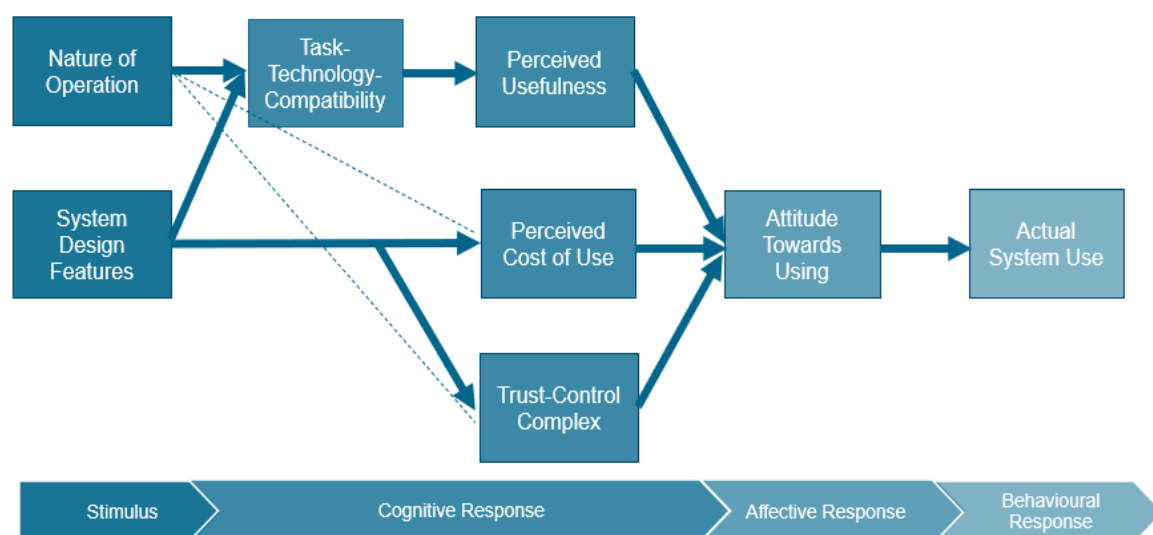 Nature of
Operation
Task-
Technology-
Compatibility
Perceived
Usefulness
System
Design
Features
Perceived
Cost of Use
Attitude
Towards
Using
Actual
System Use
Trust-Control
Complex
Stimulus
Cognitive Response
Affective Response
Behavioural
Response